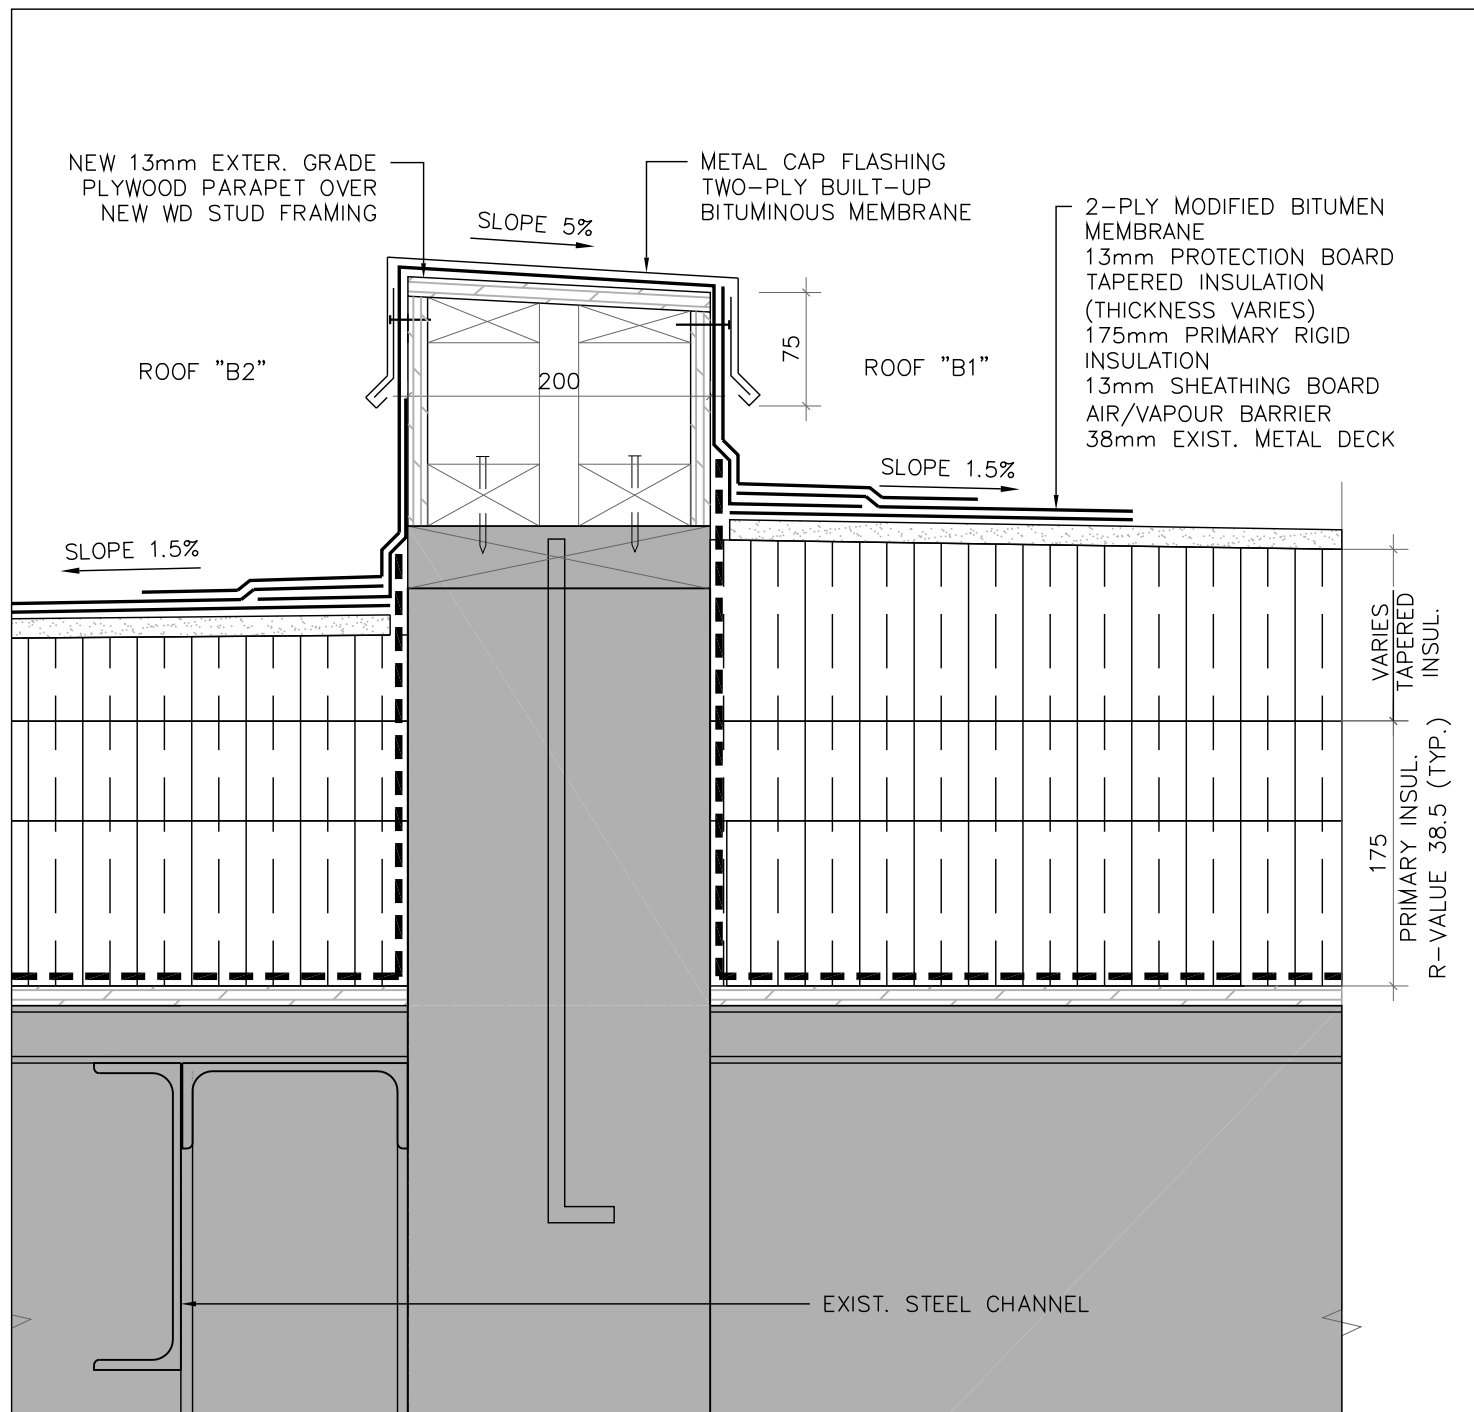 NEW 13mm EXTER. GRADE
PLYWOOD PARAPET OVER
NEW WD STUD FRAMING
SLOPE 5%
METAL CAP FLASHING
TWO-PLY BUILT-UP
BITUMINOUS MEMBRANE
2-PLY MODIFIED BITUMEN
MEMBRANE
13mm PROTECTION BOARD
TAPERED INSULATION
(THICKNESS VARIES)
175mm PRIMARY RIGID
INSULATION
13mm SHEATHING BOARD
AIR/VAPOUR BARRIER
38mm EXIST. METAL DECK
ROOF "B2"
200
75
ROOF "B1"
SLOPE 1.5%
SLOPE 1.5%
VARIES
TAPERED
INSUL.
175
PRIMARY INSUL.
R-VALUE 38.5 (TYP.)
EXIST. STEEL CHANNEL